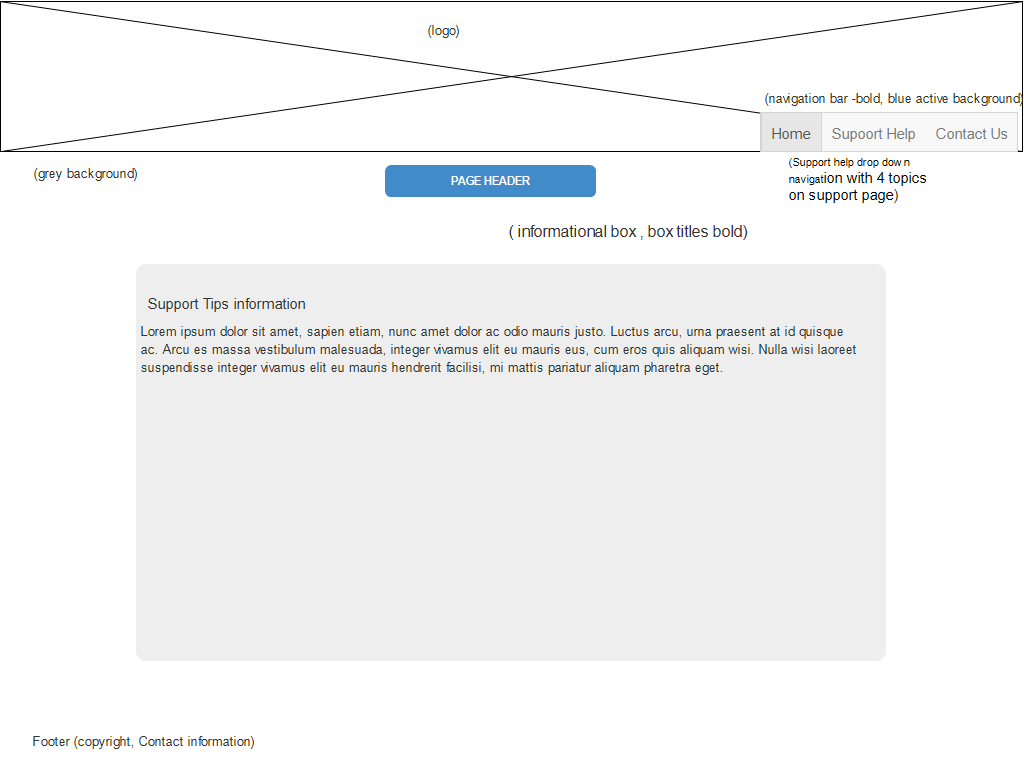 (logo)
(navigation bar -bold, blue active background)
Home Supoort Help Contact Us
(grey background)
PAGE HEADER
(Support help drop down
navigation with 4 topics
on support page)
( informational box , box titles bold)
Support Tips information
Lorem ipsum dolor sit amet, sapien etiam, nunc amet dolor ac odio mauris justo. Luctus arcu, urna praesent at id quisque
ac. Arcu es massa vestibulum malesuada, integer vivamus elit eu mauris eus, cum eros quis aliquam wisi. Nulla wisi laoreet
suspendisse integer vivamus elit eu mauris hendrerit facilisi, mi mattis pariatur aliquam pharetra eget.
Footer (copyright, Contact information)